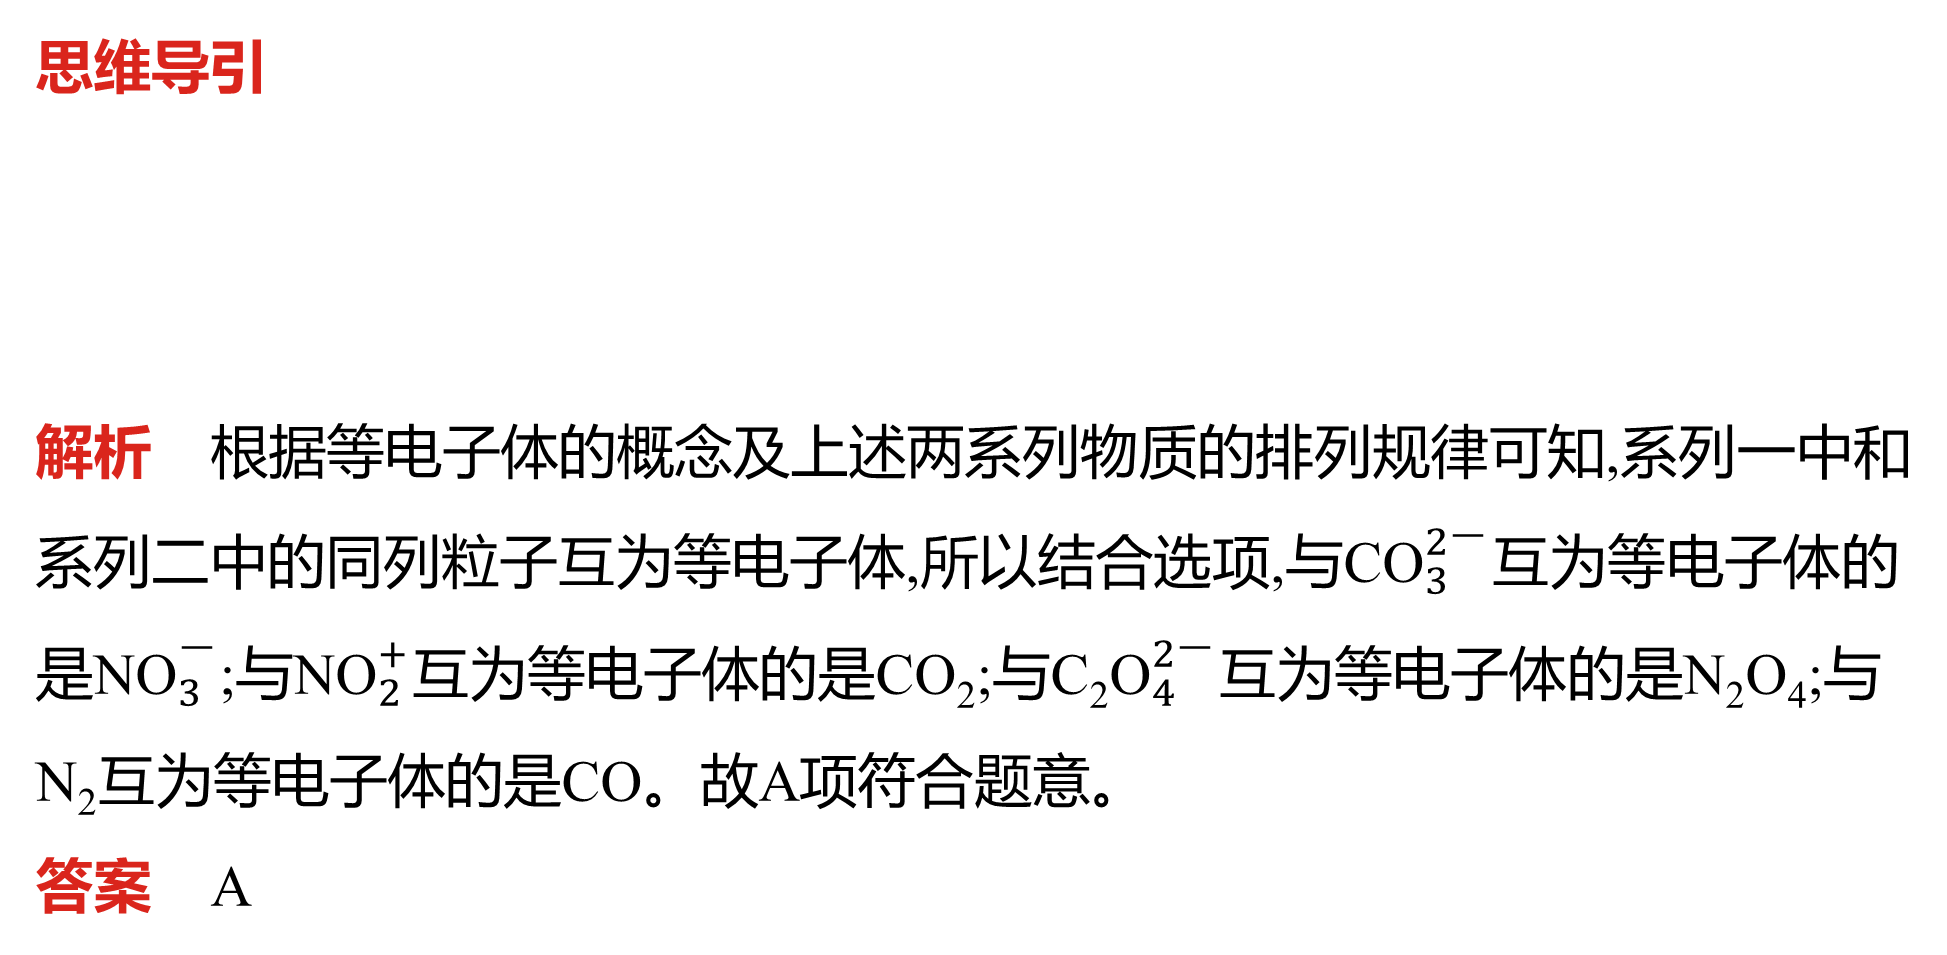 思维导引
解析 根据等电子体的概念及上述两系列物质的排列规律可知,系列一中和
系列二中的同列粒子互为等电子体,所以结合选项,与CO₃²⁻互为等电子体的
是NO₃⁻;与NO₂⁺互为等电子体的是CO₂;与C₂O₄²⁻互为等电子体的是N₂O₄;与
N₂互为等电子体的是CO。故A项符合题意。
答案 A